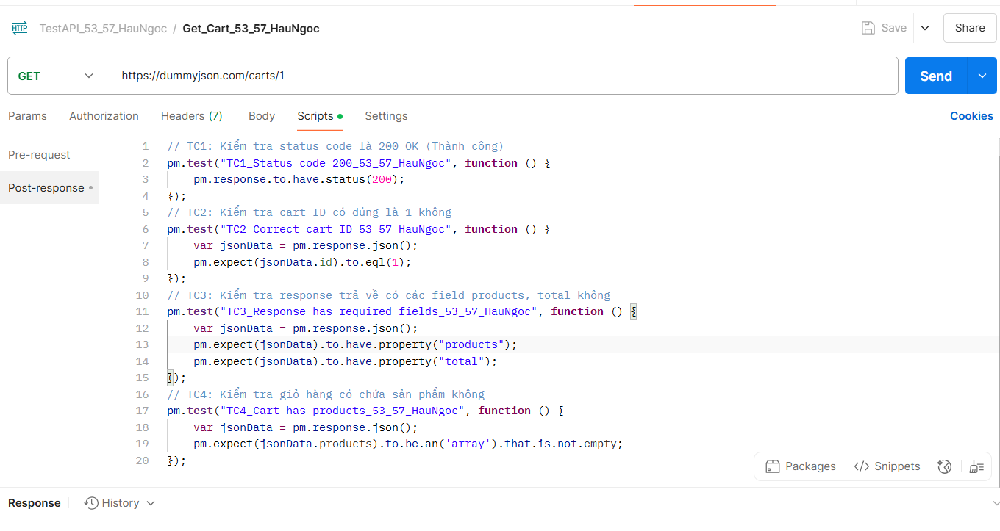 HTTP TestAPI_53_57_HauNgoc / Get_Cart_53_57_HauNgoc Save Share
GET https://dummyjson.com/carts/1 Send
Params Authorization Headers (7) Body Scripts Settings Cookies
Pre-request
Post-response
1 // TC1: Kiểm tra status code là 200 OK (Thành công)
2 pm.test("TC1_Status code 200_53_57_HauNgoc", function () {
3 pm.response.to.have.status(200);
4 });
5 // TC2: Kiểm tra cart ID có đúng là 1 không
6 pm.test("TC2_Correct cart ID_53_57_HauNgoc", function () {
7 var jsonData = pm.response.json();
8 pm.expect(jsonData.id).to.eql(1);
9 });
10 // TC3: Kiểm tra response trả về có các field products, total không
11 pm.test("TC3_Response has required fields_53_57_HauNgoc", function () {
12 var jsonData = pm.response.json();
13 pm.expect(jsonData).to.have.property("products");
14 pm.expect(jsonData).to.have.property("total");
15 });
16 // TC4: Kiểm tra giỏ hàng có chứa sản phẩm không
17 pm.test("TC4_Cart has products_53_57_HauNgoc", function () {
18 var jsonData = pm.response.json();
19 pm.expect(jsonData.products).to.be.an('array').that.is.not.empty;
20 });
Packages </> Snippets
Response History